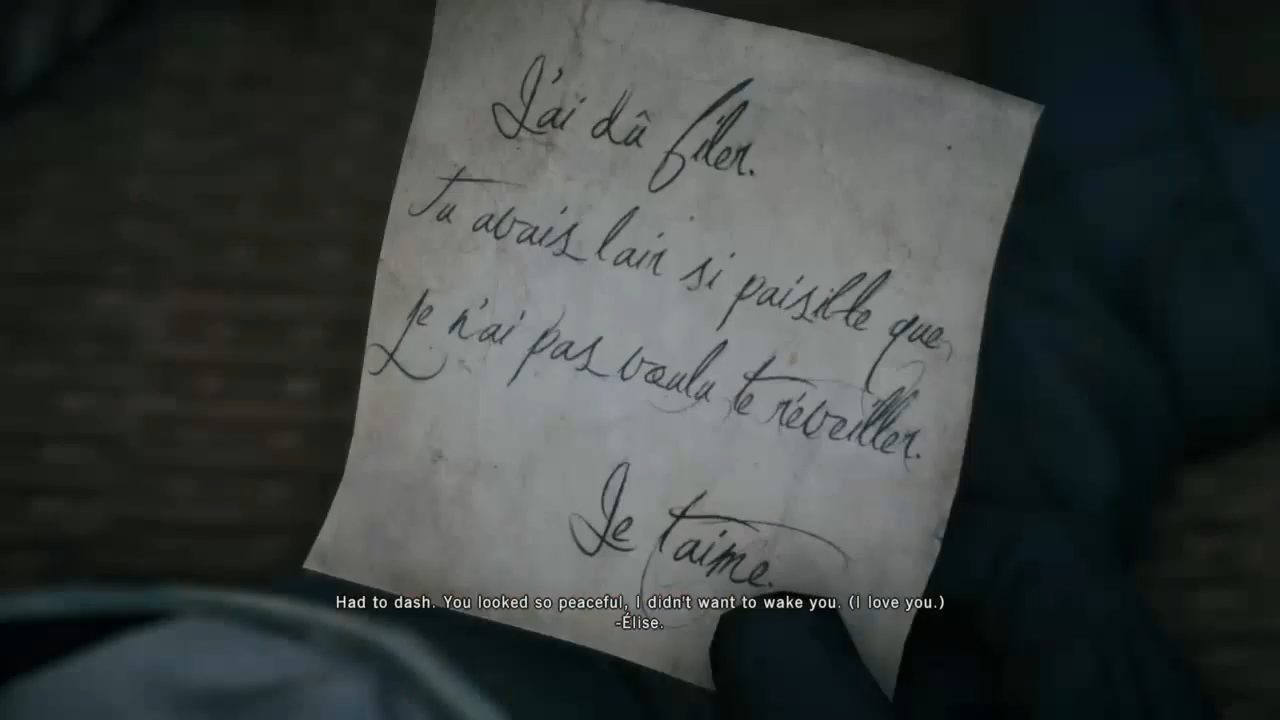 J'ai dû filer.
Tu avais l'air si paisible que
je n'ai pas voulu te réveiller.
Je t'aime.
Had to dash. You looked so peaceful, I didn't want to wake you. (I love you.)
-Élise.